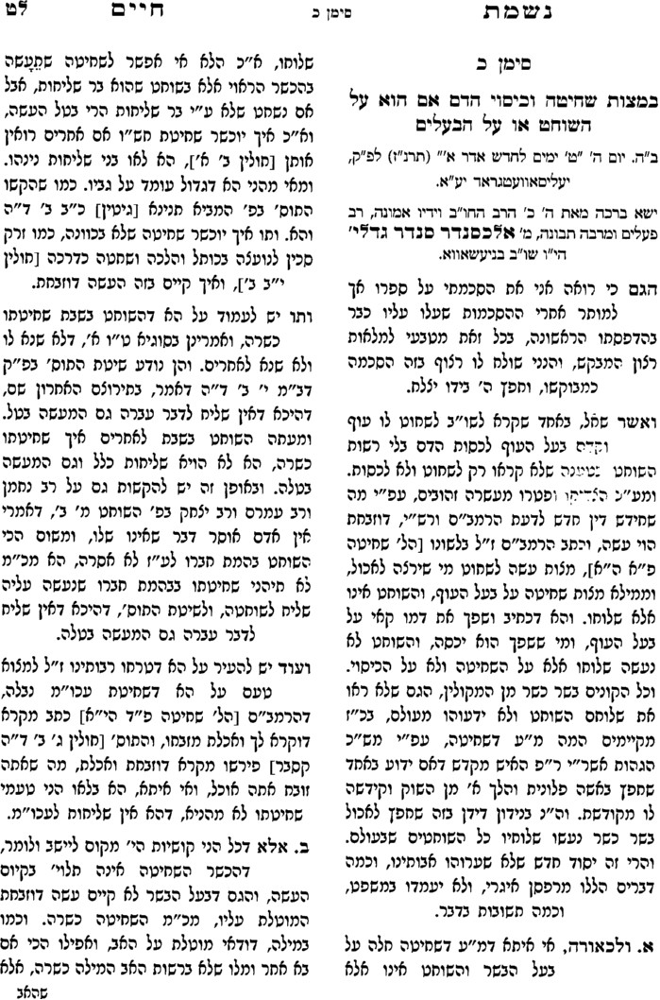 נשמת
סימן כ
חיים
לט
סימן כ
במצות שחיטה וכיסוי הדם אם הוא על
השוחט או על הבעלים
ב"ה. יום ה' י"ט ימים לחדש אדר א' (תרנ"ז) לפ"ק,
יעליסאוועטגראד יע"א.
ישא ברכה מאת ה' כ' הרב החו"ב וידיו אמונה, רב
פעלים ומרבה תבונה, מ' אלכסנדר סנדר גדלי'
הי"ו שו"ב בניעשאווא.
הגם כי רואה אני את הסכמתי על ספרו אך
למותר אחרי ההסכמות שעלו עליו כבר
בהדפסתו הראשונה, בכל זאת מטבעי למלאות
רצון המבקש, והנני שולח לו רצוף בזה הסכמה
כמבוקשו, וחפץ ה' בידו יצלח.
ואשר שאל, באחד שקרא לשו"ב לשחוט לו עוף
וקדם בעל העוף לכסות הדם בלי רשות
השוחט בטענה שלא קראו רק לשחוט ולא לכסות.
ומע"כ ופטרו מעשרה זהובים, עפ"י מה
שחידש דין חדש לדעת הרמב"ס ורש"י, דוזבחת
הוי עשה, והתב הרמב"ס ז"ל בלשונו [הל' שחיטה
פ"א ה"א], מצות עשה לשחוט מי שירצה לאכול,
וממילא מצות שחיטה על בעל העוף, והשוחט אינו
אלא שלוחו. והא דכתיב ושפך את דמו קאי על
בעל העוף, ומי ששפך הוא יכסה, והשוחט לא
נעשה שלוחו אלא על השחיטה ולא על הכיסוי.
וכל הקונים בשר כשר מן המקולין, הגם שלא ראו
את שלוחם השוחט ולא ידעוהו מעולם, בכ"ז
מקיימים המה מ"ע דשחיטה, עפ"י מש"כ
הגהות אשר"י ר"פ האיש מקדש דאם ידוע באחד
שחפץ באשה פלונית והלך א' מן השוק וקידשה
לו מקודשת. וה"נ בנידון דידן בזה שחפץ לאכול
בשר כשר נעשו שלוחיו כל השוחטים שבעולם.
והרי זה יסוד חדש שלא שערוהו אבותינו, וכמה
דברים הללו מרפסן איגרי, ולא יעמדו במשפט,
וכמה תשובות בדבר.
א. ולכאורה, אי איתא דמ"ע דשחיטה חלה על
בעל הבשר והשוחט אינו אלא
שלוחו, א"כ הלא אי אפשר לשחיטה שתֵּעָשה
בהכשר הראוי אלא בשוחט שהוא בר שליחות, אבל
אם נשחט שלא ע"י בר שליחות הרי בטל העשה,
וא"כ איך יוכשר שחיטת חש"ו אם אחרים רואין
אותן [חולין ב' א'], הא לאו בני שליחות נינהו.
ומאי מהני הא דגדול עומד על גביו. כמו שהקשו
התוס' בפ' המביא תנינא [גיטין] כ"ב ב' ד"ה
והא. ותו איך יוכשר שחיטה שלא בכוונה, כמו זרק
סכין לנועצה בכותל והלכה ושחטה כדרכה [חולין
י"ב ב'], ואיך קיים בזה העשה דוזבחת.
ותו יש לעמוד על הא דהשוחט בשבת שחיטתו
כשרה, ואמרינן בסוגיא ט"ו א', דלא שנא לו
ולא שנא לאחרים. והן נודע שיטת התוס' בפ"ק
דב"מ י' ב' ד"ה דאמר, בתירוצם האחרון שם,
דהיכא דאין שליח לדבר עברה גם המעשה בטל.
ומעתה השוחט בשבת לאחרים איך שחיטתו
כשרה, הא לא הויא שליחות כלל וגם המעשה
בטלה. ובאופן זה יש להקשות גם על רב נחמן
ורב עמרם ורב יצחק בפ' השוחט מ' ב', דאמרי
אין אדם אוסר דבר שאינו שלו, ומשום הכי
השוחט בהמת חברו לע"ז לא אסרה, הא מכ"מ
לא תיהני שחיטתו בבהמת חברו שנעשה עליה
שליח לשוחטה, ולשיטת התוס', דהיכא דאין שליח
לדבר עברה גם המעשה בטלה.
ועוד יש להעיר על הא דטרחו רבותינו ז"ל למצוא
טעם על הא דשחיטת עכו"מ נבלה,
דהרמב"ס [הל' שחיטה פ"ד הי"א] כתב מקרא
דוקרא לך ואכלת מזבחו, והתוס' [חולין ג' ב' ד"ה
קסבר] פירשו מקרא דוזבחת ואכלת, מה שאתה
זובח אתה אוכל, ואי איתא, הא בלאו הני טעמי
שחיטתו לא מהניא, דהא אין שליחות לעכו"מ.
ב. אלא דכל הני קושיות הי' מקום ליישב ולומר,
דהכשר השחיטה אינה תלוי' בקיום
העשה, והגם דבעל הבשר לא קיים עשה דוזבחת
המוטלת עליו, מכ"מ השחיטה כשרה. וכמו
במילה, דודאי מוטלת על האב, ואפילו הכי אם
בא אחר ומלו שלא ברשות האב המילה כשרה, אלא
שהאב